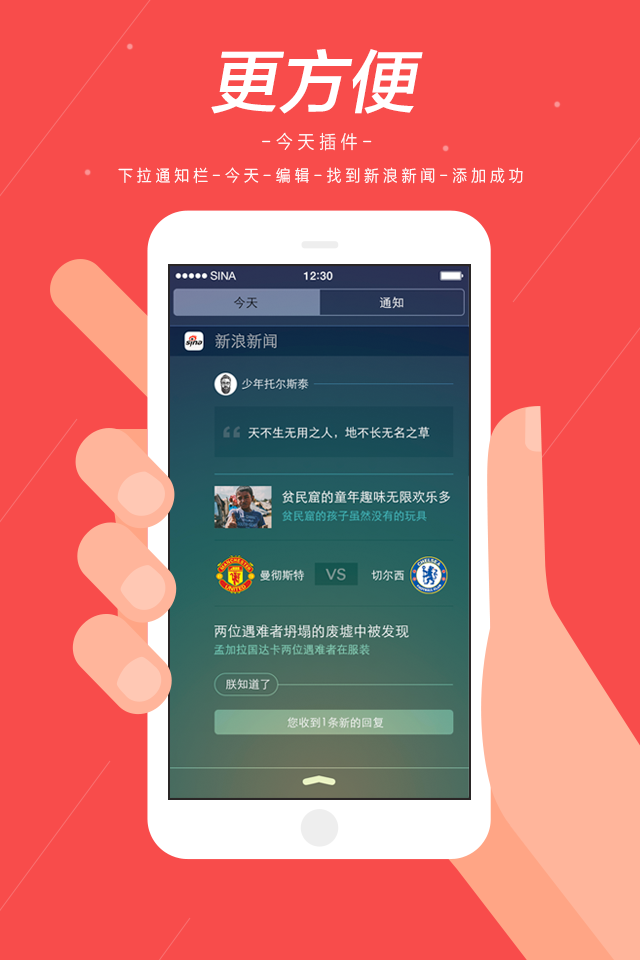 更方便
-今天插件-
下拉通知栏-今天-编辑-找到新浪新闻-添加成功
SINA 12:30
今天 通知
sina 新浪新闻
少年托尔斯泰
天不生无用之人，地不长无名之草
贫民窟的童年趣味无限欢乐多
贫民窟的孩子虽然没有的玩具
MANCHESTER UNITED 曼彻斯特 VS 切尔西 CHELSEA FOOTBALL CLUB
两位遇难者坍塌的废墟中被发现
孟加拉国达卡两位遇难者在服装
朕知道了
您收到1条新的回复